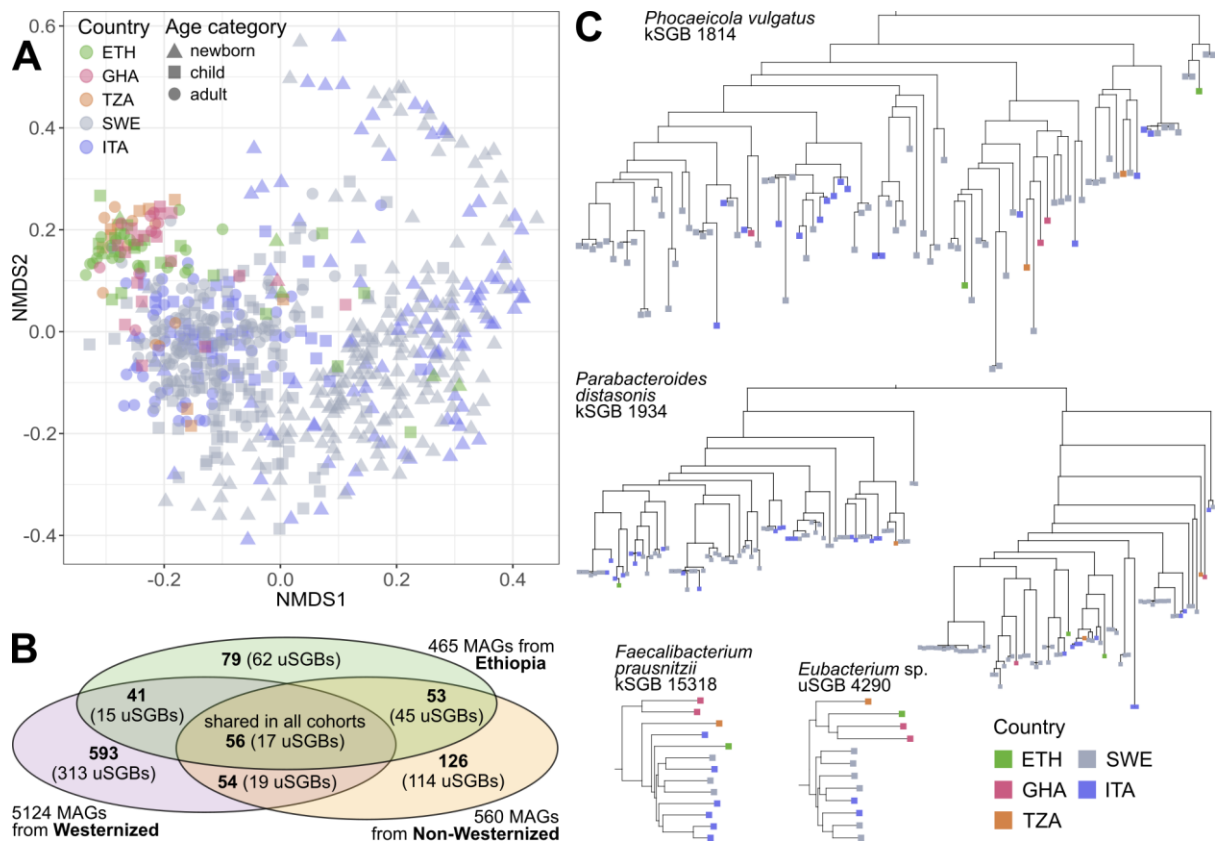 A
Country
ETH
GHA
TZA
SWE
ITA
Age category
newborn
child
adult
NMDS2
0.6
0.4
0.2
0.0
-0.2
-0.4
-0.2
0.0
0.2
0.4
NMDS1
B
79 (62 uSGBs)
465 MAGs from
Ethiopia
41
(15 uSGBs)
53
(45 uSGBs)
shared in all cohorts
56 (17 uSGBs)
593
(313 uSGBs)
54 (19 uSGBs)
126
(114 uSGBs)
5124 MAGs
from Westernized
560 MAGs
from Non-Westernized
C
Phocaeicola vulgatus
kSGB 1814
Parabacteroides
distasonis
kSGB 1934
Faecalibacterium
prausnitzii
kSGB 15318
Eubacterium sp.
uSGB 4290
Country
ETH
GHA
TZA
SWE
ITA